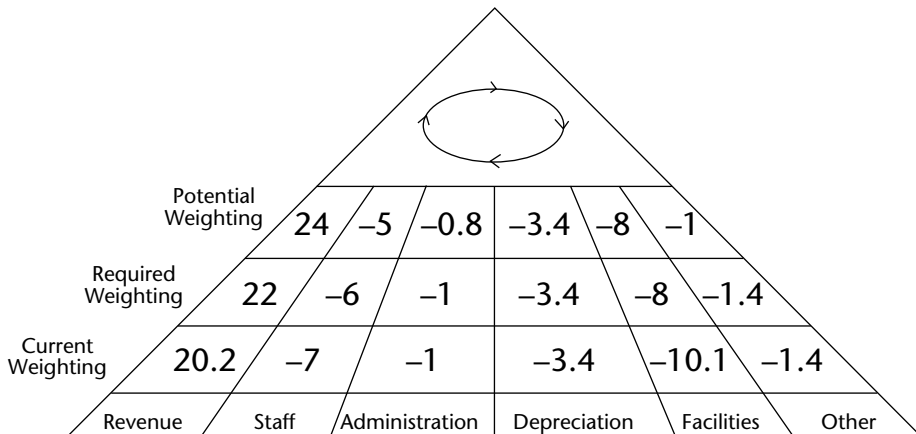 Potential
Weighting
24 –5 –0.8 –3.4 –8 –1
Required
Weighting
22 –6 –1 –3.4 –8 –1.4
Current
Weighting
20.2 –7 –1 –3.4 –10.1 –1.4
Revenue Staff Administration Depreciation Facilities Other